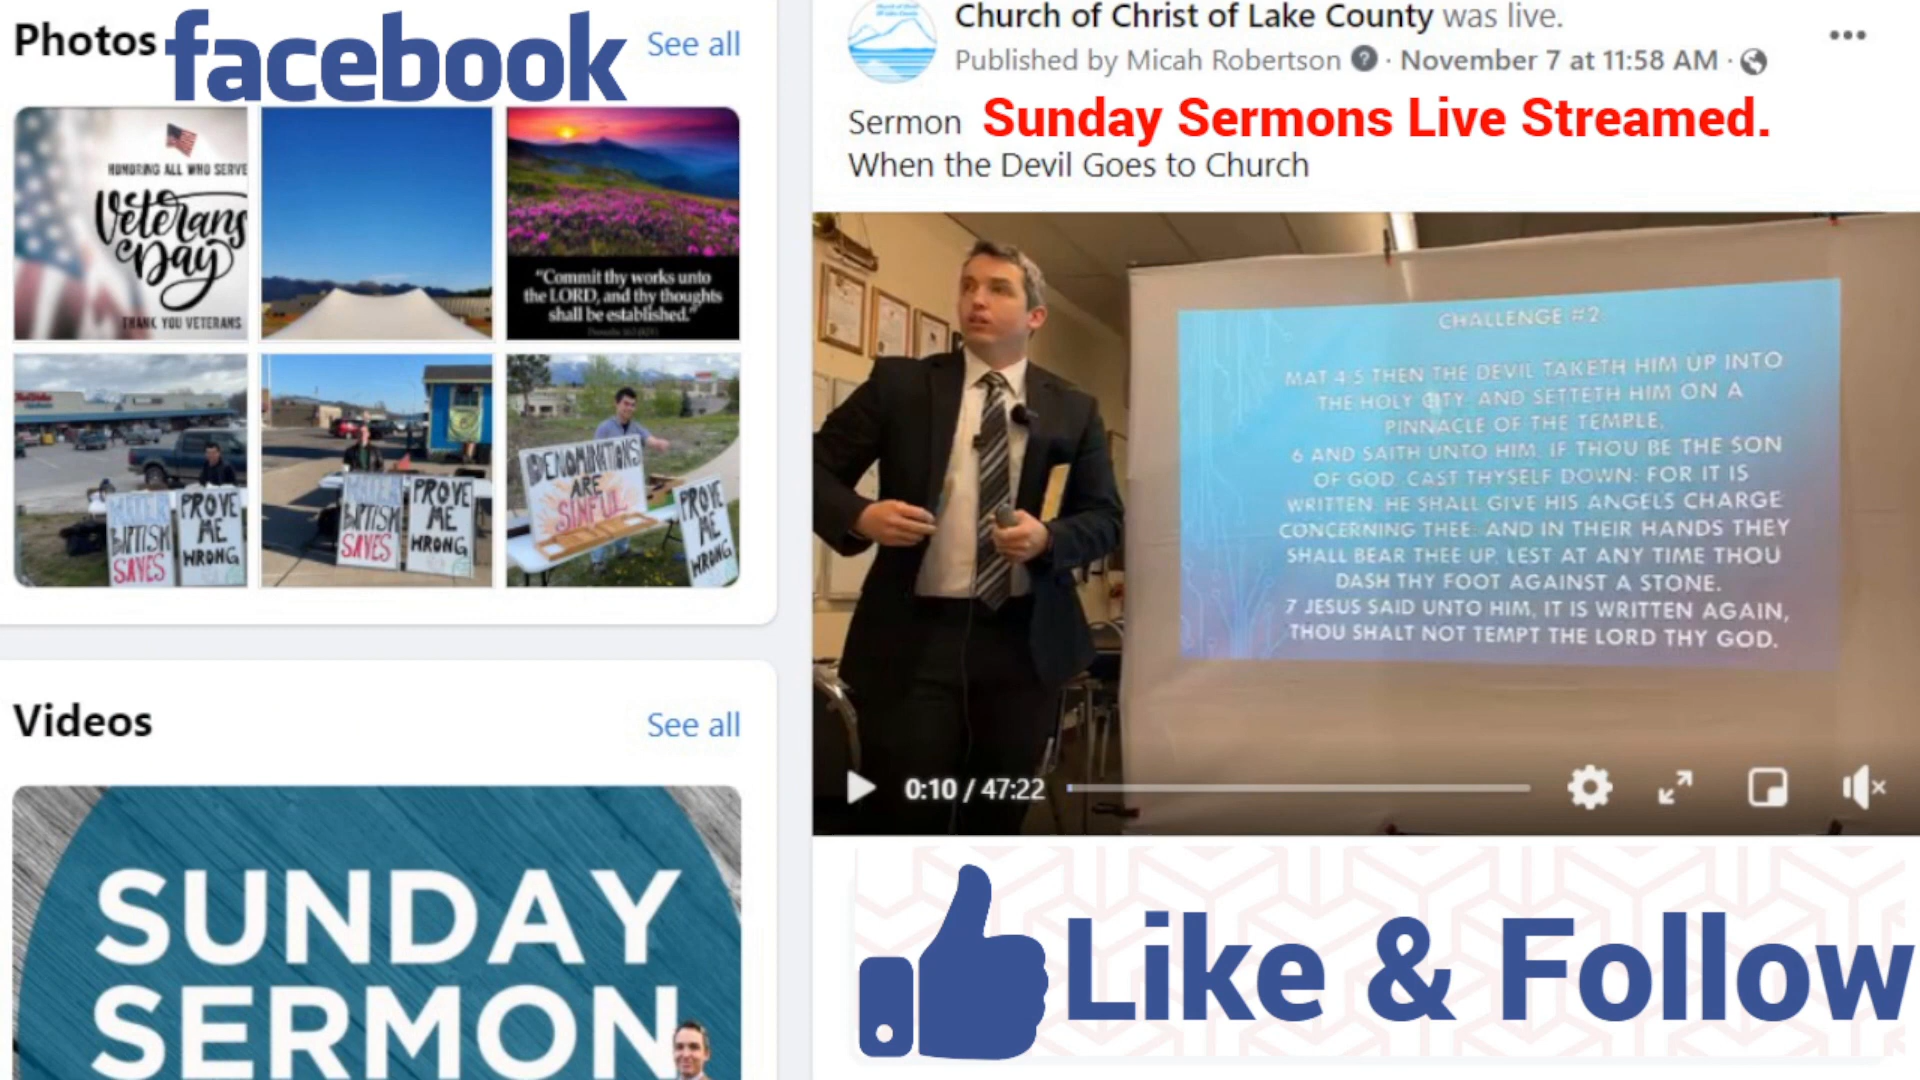 Photos
facebook
See all
HONORING ALL WHO SERVE
Veterans
Day
THANK YOU VETERANS
"Commit thy works unto
the LORD, and thy thoughts
shall be established."
WATER
BAPTISM
SAVES
PROVE
ME
WRONG
WATER
BAPTISM
SAVES
PROVE
ME
WRONG
DENOMINATIONS
ARE
SINFUL
PROVE
ME
WRONG
Videos
See all
SUNDAY
SERMON
Church of Christ of Lake County was live.
Published by Micah Robertson · November 7 at 11:58 AM ·
Sermon
Sunday Sermons Live Streamed.
When the Devil Goes to Church
CHALLENGE #2
MAT 4:5 THEN THE DEVIL TAKETH HIM UP INTO
THE HOLY CITY, AND SETTETH HIM ON A
PINNACLE OF THE TEMPLE,
6 AND SAITH UNTO HIM, IF THOU BE THE SON
OF GOD, CAST THYSELF DOWN: FOR IT IS
WRITTEN, HE SHALL GIVE HIS ANGELS CHARGE
CONCERNING THEE: AND IN THEIR HANDS THEY
SHALL BEAR THEE UP, LEST AT ANY TIME THOU
DASH THY FOOT AGAINST A STONE.
7 JESUS SAID UNTO HIM, IT IS WRITTEN AGAIN,
THOU SHALT NOT TEMPT THE LORD THY GOD.
0:10 / 47:22
Like & Follow